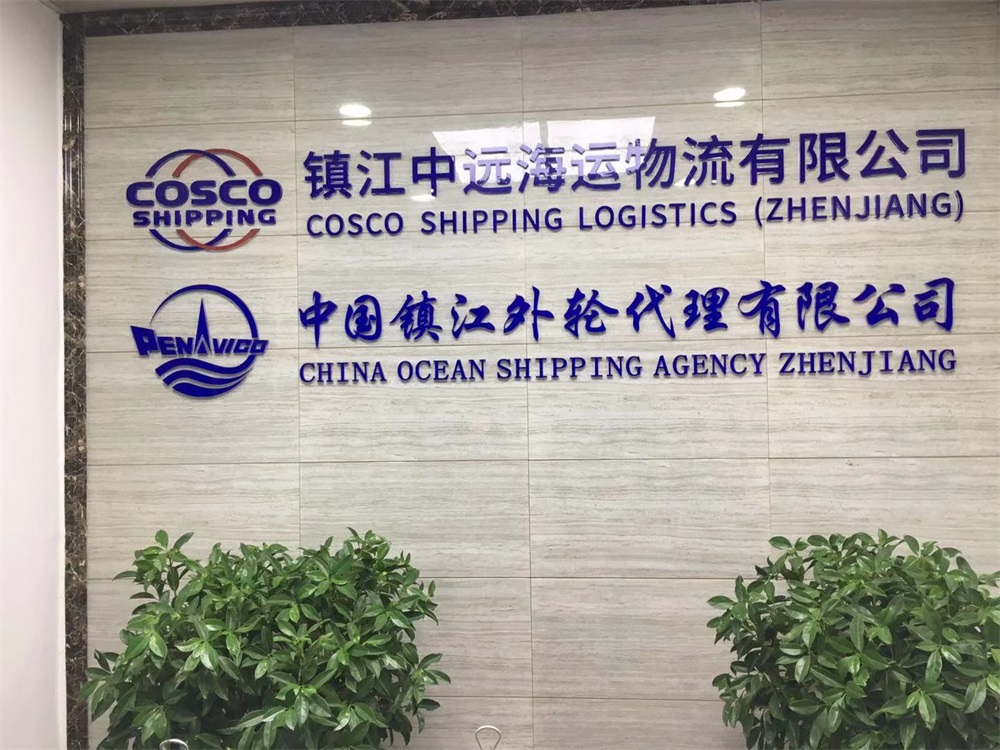 COSCO
SHIPPING
镇江中远海运物流有限公司
COSCO SHIPPING LOGISTICS (ZHENJIANG)
PENAVICO
中国镇江外轮代理有限公司
CHINA OCEAN SHIPPING AGENCY ZHENJIANG